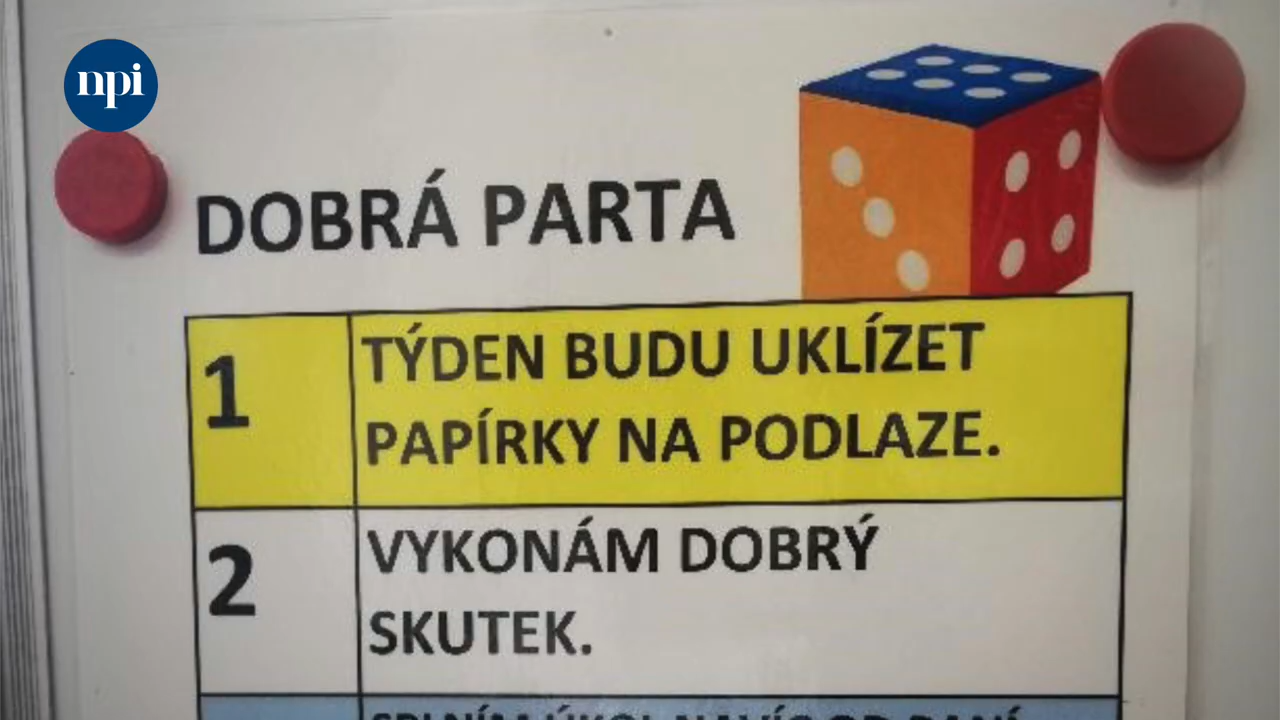 npi
DOBRÁ PARTA
1
TÝDEN BUDU UKLÍZET
PAPÍRKY NA PODLAZE.
2
VYKONÁM DOBRÝ
SKUTEK.